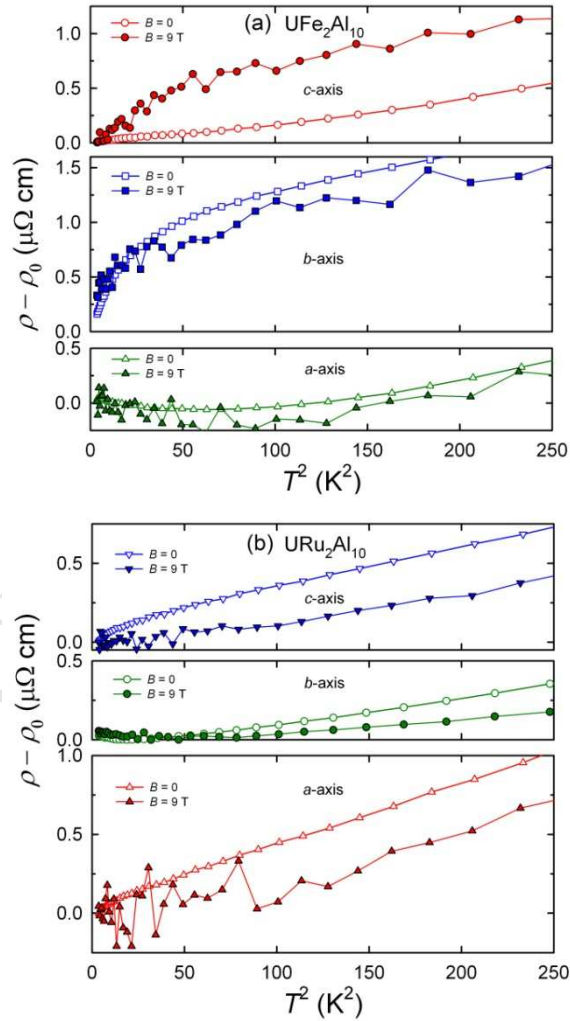 (a) UFe₂Al₁₀
B = 0
B = 9 T
c-axis
1.0
0.5
0.0
B = 0
B = 9 T
b-axis
1.5
1.0
0.5
0.0
ρ – ρ₀ (μΩ cm)
B = 0
B = 9 T
a-axis
0.5
0.0
0 50 100 150 200 250
T² (K²)
(b) URu₂Al₁₀
B = 0
B = 9 T
c-axis
0.5
0.0
B = 0
B = 9 T
b-axis
0.5
0.0
ρ – ρ₀ (μΩ cm)
B = 0
B = 9 T
a-axis
1.0
0.5
0.0
0 50 100 150 200 250
T² (K²)